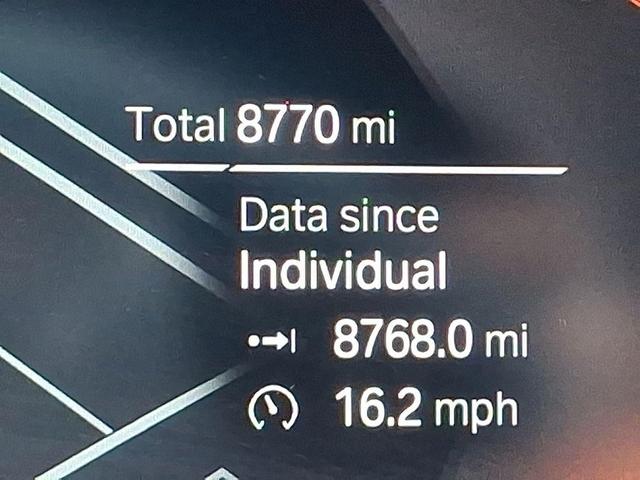 Total 8770 mi
Data since
Individual
8768.0 mi
16.2 mph